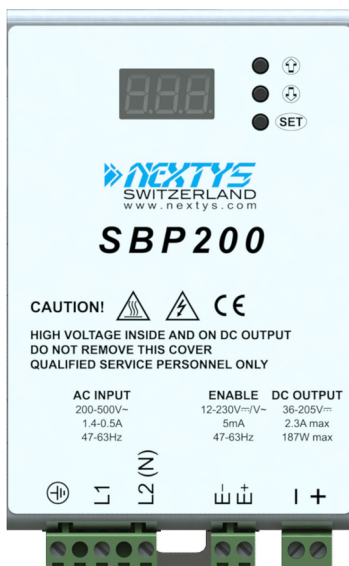 SET
NEXTYS
SWITZERLAND
www.nextys.com
SBP200
CAUTION! CE
HIGH VOLTAGE INSIDE AND ON DC OUTPUT
DO NOT REMOVE THIS COVER
QUALIFIED SERVICE PERSONNEL ONLY
AC INPUT
200-500V~
1.4-0.5A
47-63Hz
ENABLE
12-230V⎓/V~
5mA
47-63Hz
DC OUTPUT
36-205V⎓
2.3A max
187W max
L1
L2 (N)
E-
E+
− +